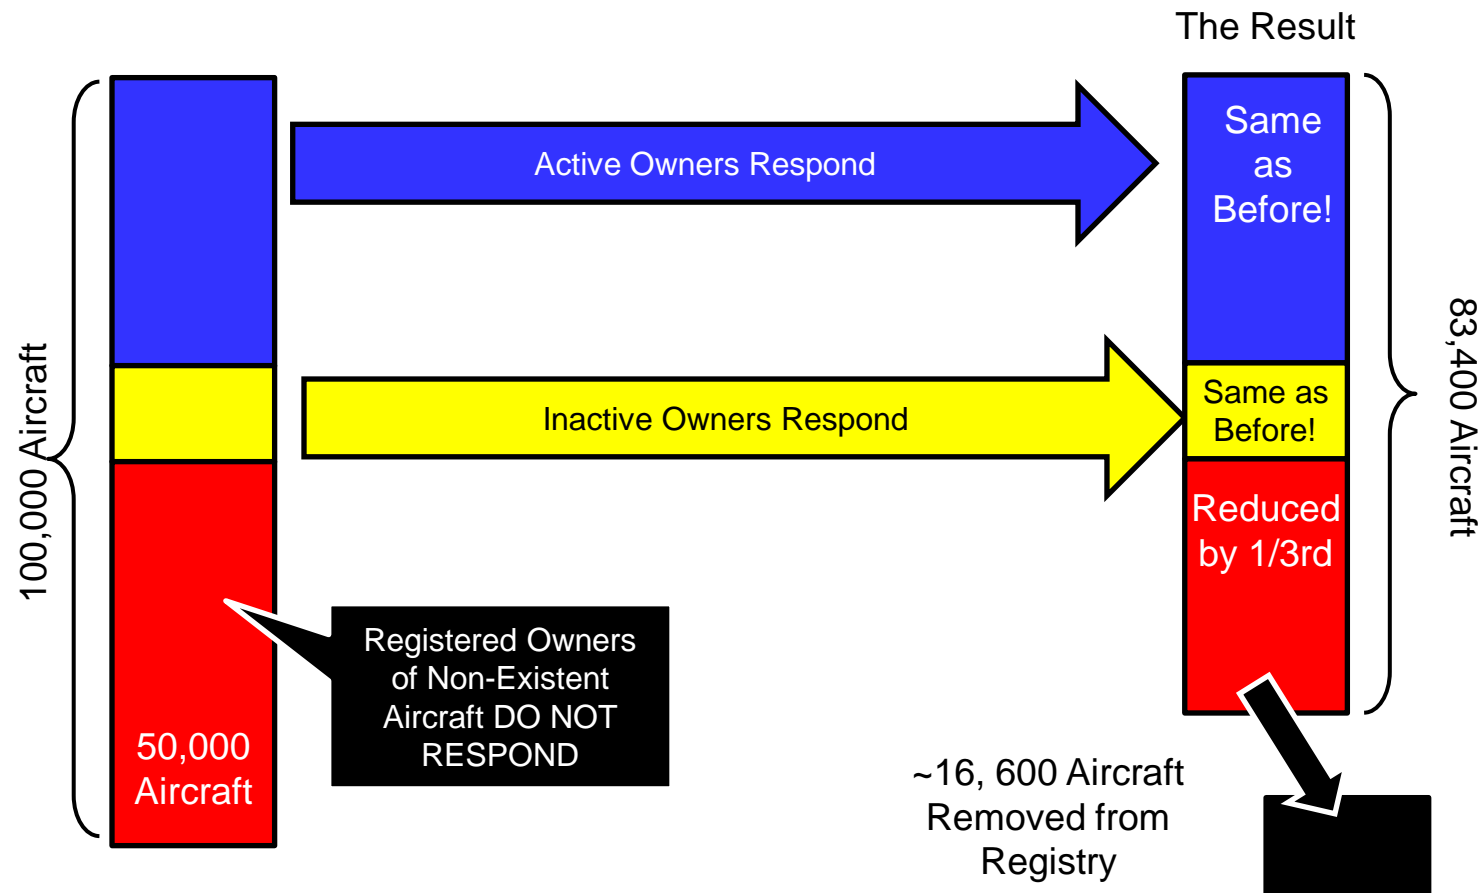 The Result
100,000 Aircraft
Active Owners Respond
Same
as
Before!
Inactive Owners Respond
Same as
Before!
83,400 Aircraft
Reduced
by 1/3rd
Registered Owners
of Non-Existent
Aircraft DO NOT
RESPOND
50,000
Aircraft
~16, 600 Aircraft
Removed from
Registry